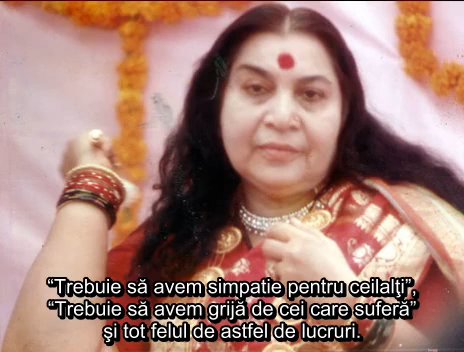 “Trebuie să avem simpatie pentru ceilalţi”,
“Trebuie să avem grijă de cei care suferă”
şi tot felul de astfel de lucruri.